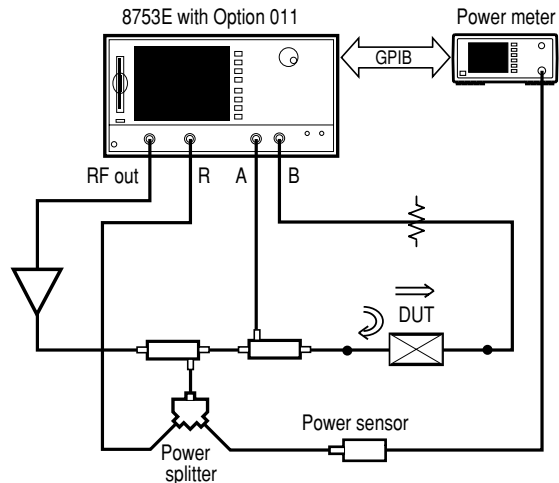 8753E with Option 011
Power meter
GPIB
RF out
R
A
B
DUT
Power sensor
Power
splitter